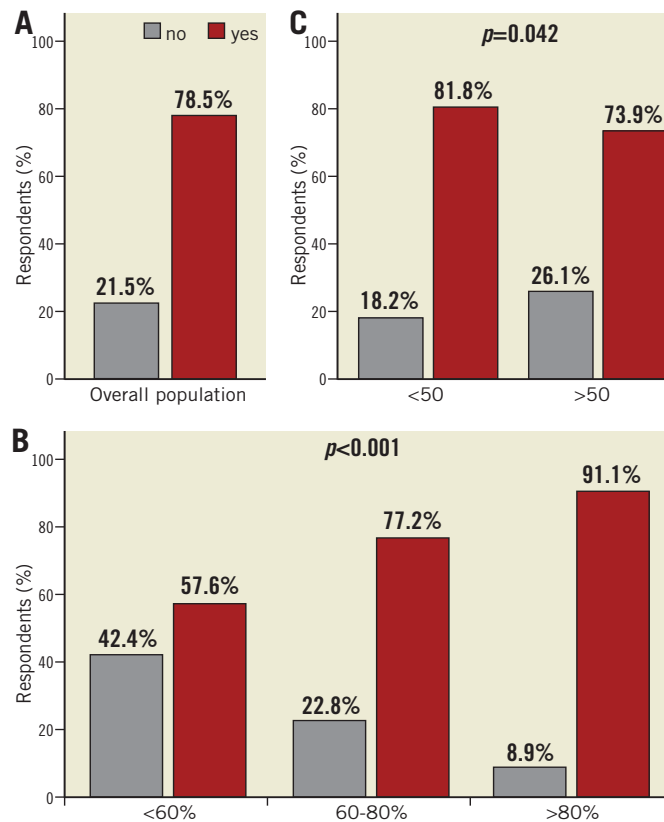 A
no yes
Respondents (%)
100
80
60
40
20
0
21.5%
78.5%
Overall population
C
p=0.042
Respondents (%)
100
80
60
40
20
0
18.2%
81.8%
26.1%
73.9%
<50 >50
B
p<0.001
Respondents (%)
100
80
60
40
20
0
42.4%
57.6%
22.8%
77.2%
8.9%
91.1%
<60% 60-80% >80%